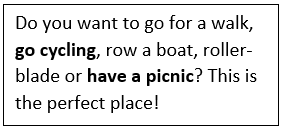 Do you want to go for a walk,
go cycling, row a boat, roller-
blade or have a picnic? This is
the perfect place!